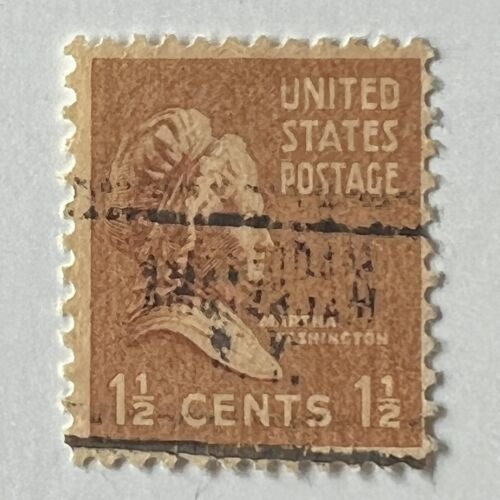 UNITED
STATES
POSTAGE
MARTHA
WASHINGTON
1½ CENTS 1½